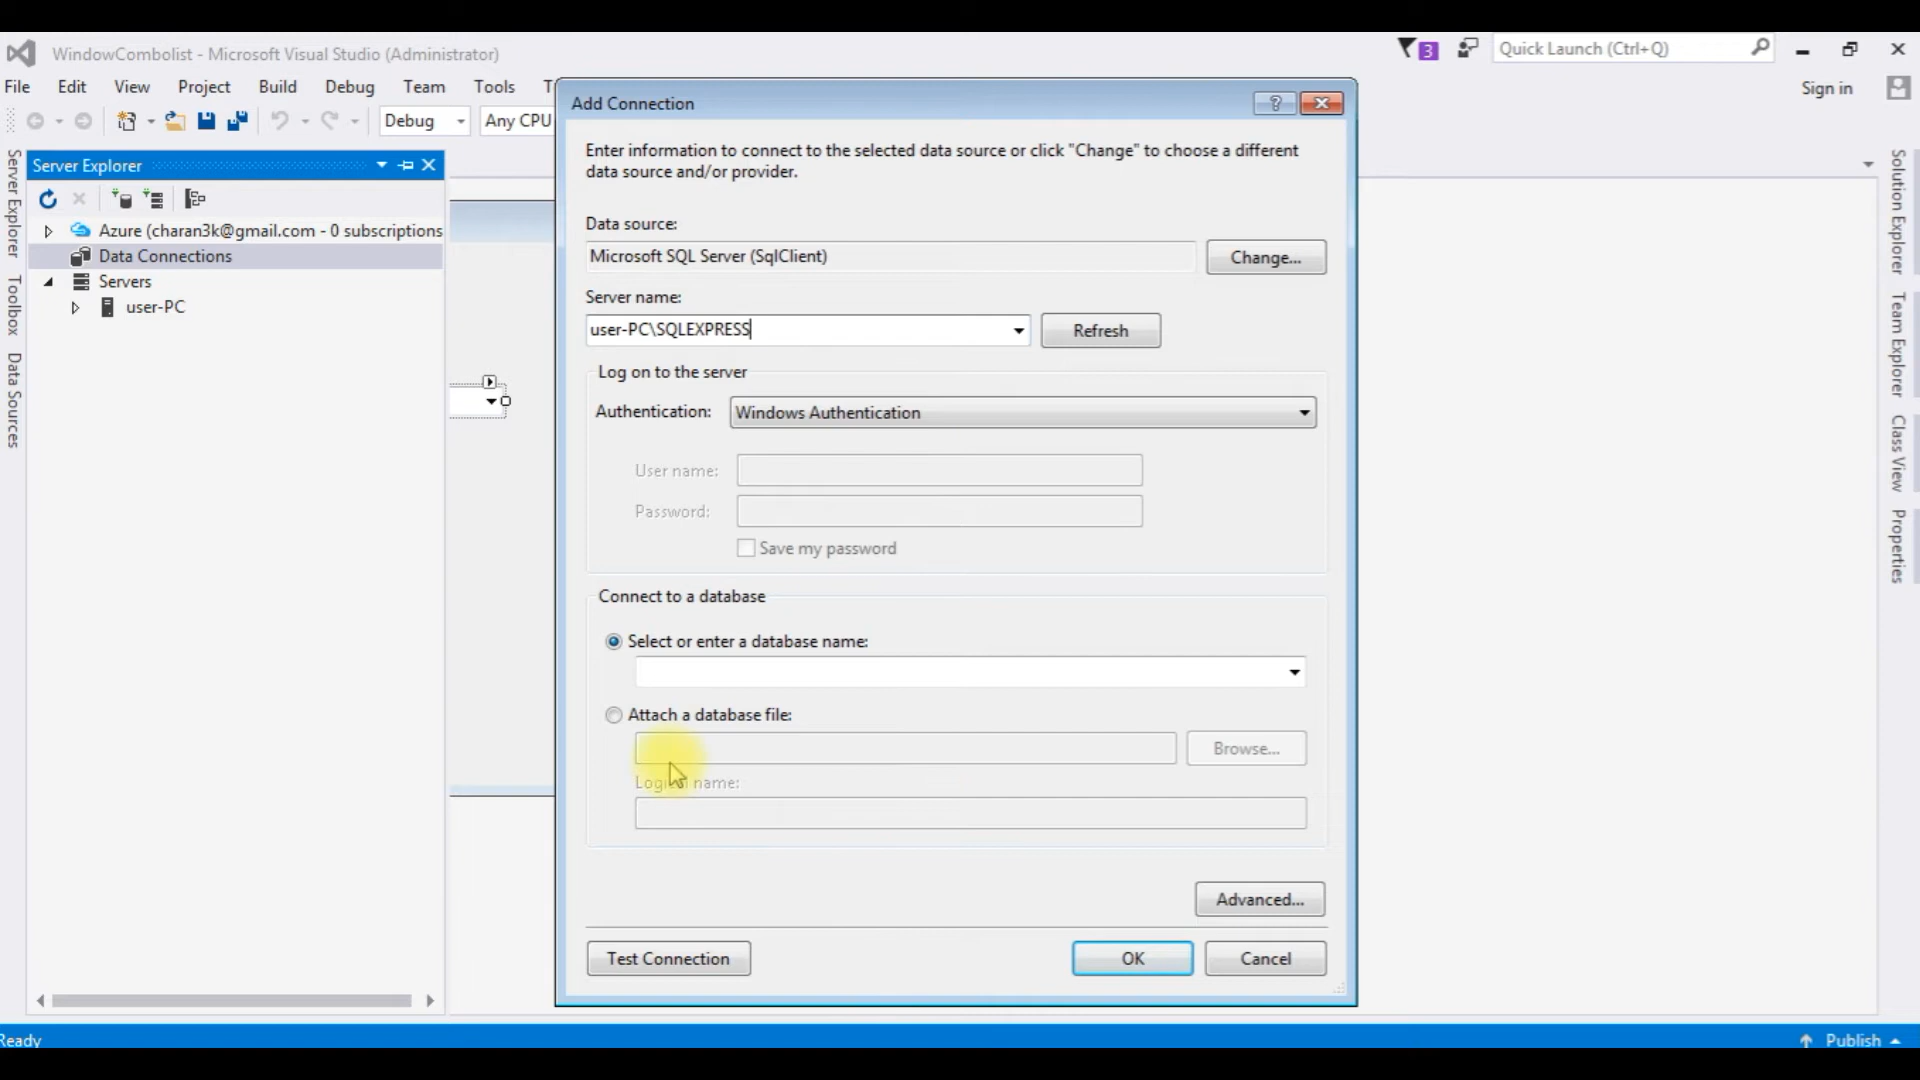 WindowCombolist - Microsoft Visual Studio (Administrator)
3
Quick Launch (Ctrl+Q)
File Edit View Project Build Debug Team Tools T
Sign in
Debug
Any CPU
Server Explorer
Toolbox
Data Sources
Server Explorer
Azure (charan3k@gmail.com - 0 subscriptions
Data Connections
Servers
user-PC
Add Connection
?
Enter information to connect to the selected data source or click "Change" to choose a different
data source and/or provider.
Data source:
Microsoft SQL Server (SqlClient)
Change...
Server name:
user-PC\SQLEXPRESS
Refresh
Log on to the server
Authentication:
Windows Authentication
User name:
Password:
Save my password
Connect to a database
Select or enter a database name:
Attach a database file:
Browse...
Logical name:
Advanced...
Test Connection
OK
Cancel
Solution Explorer
Team Explorer
Class View
Properties
Ready
Publish